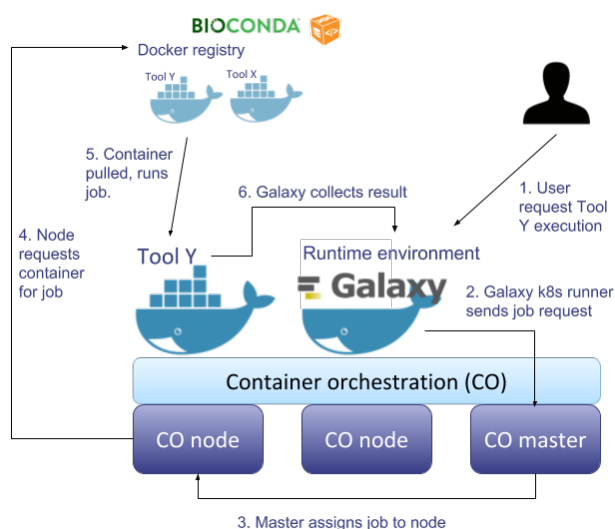 BIOCONDA
Docker registry
Tool Y
Tool X
5. Container
pulled, runs
job.
6. Galaxy collects result
1. User
request Tool
Y execution
4. Node
requests
container
for job
Tool Y
Runtime environment
Galaxy
2. Galaxy k8s runner
sends job request
Container orchestration (CO)
CO node
CO node
CO master
3. Master assigns job to node